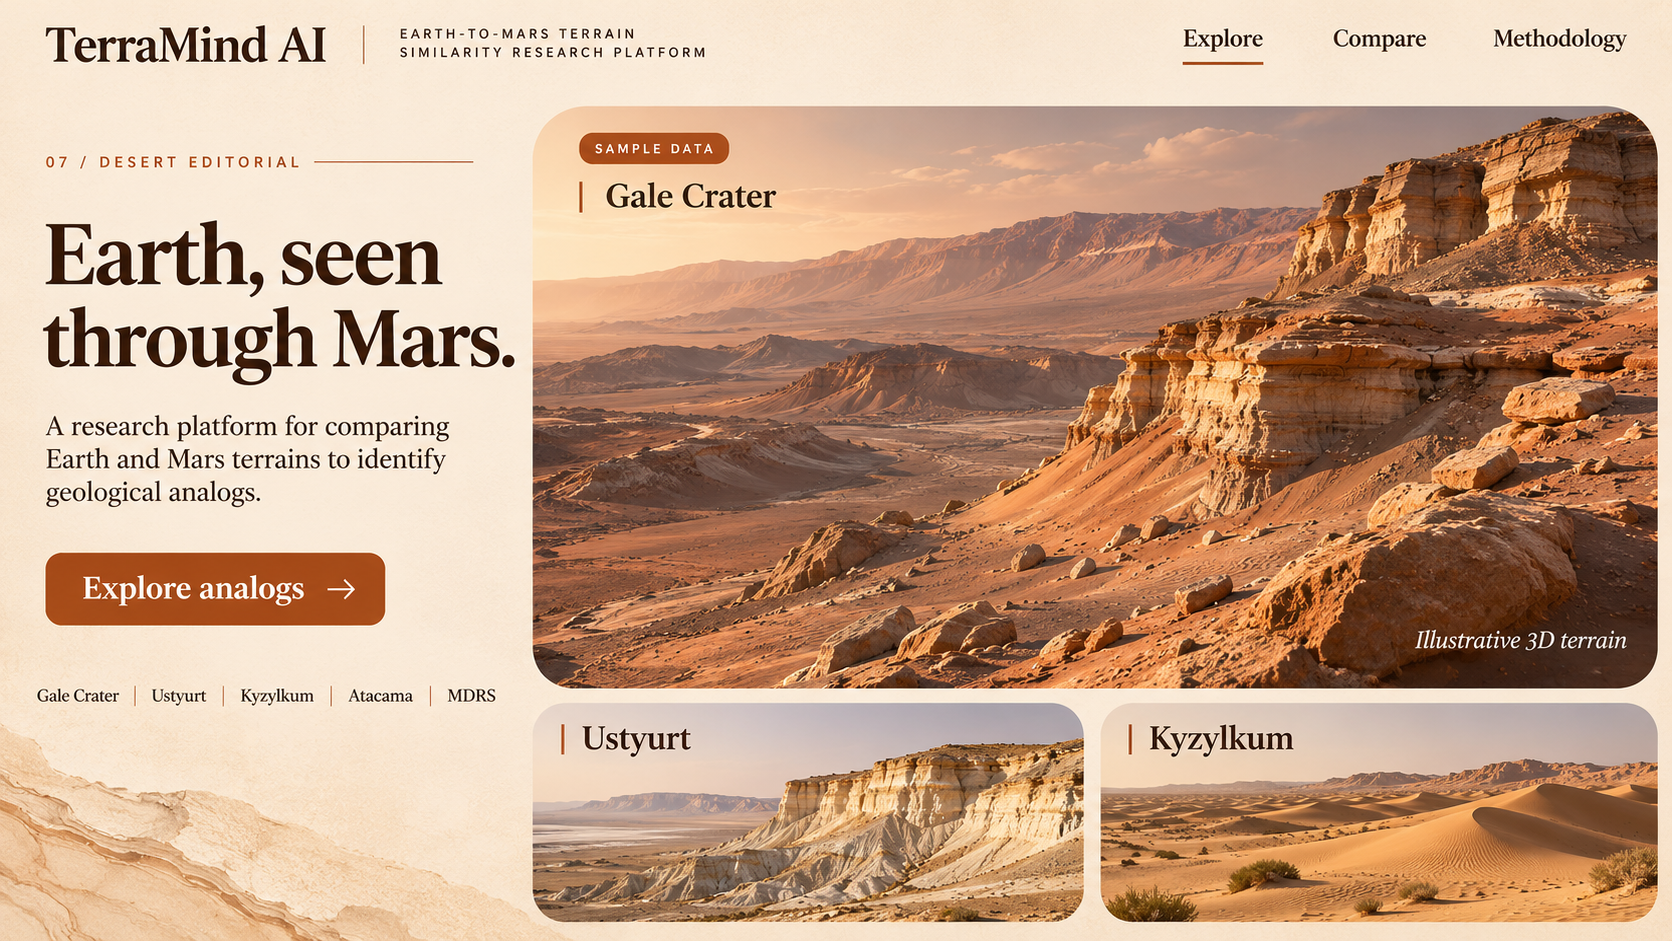 TerraMind AI
EARTH-TO-MARS TERRAIN
SIMILARITY RESEARCH PLATFORM
Explore
Compare
Methodology
07 / DESERT EDITORIAL
Earth, seen
through Mars.
A research platform for comparing
Earth and Mars terrains to identify
geological analogs.
Explore analogs →
Gale Crater | Ustyurt | Kyzylkum | Atacama | MDRS
SAMPLE DATA
Gale Crater
Illustrative 3D terrain
Ustyurt
Kyzylkum